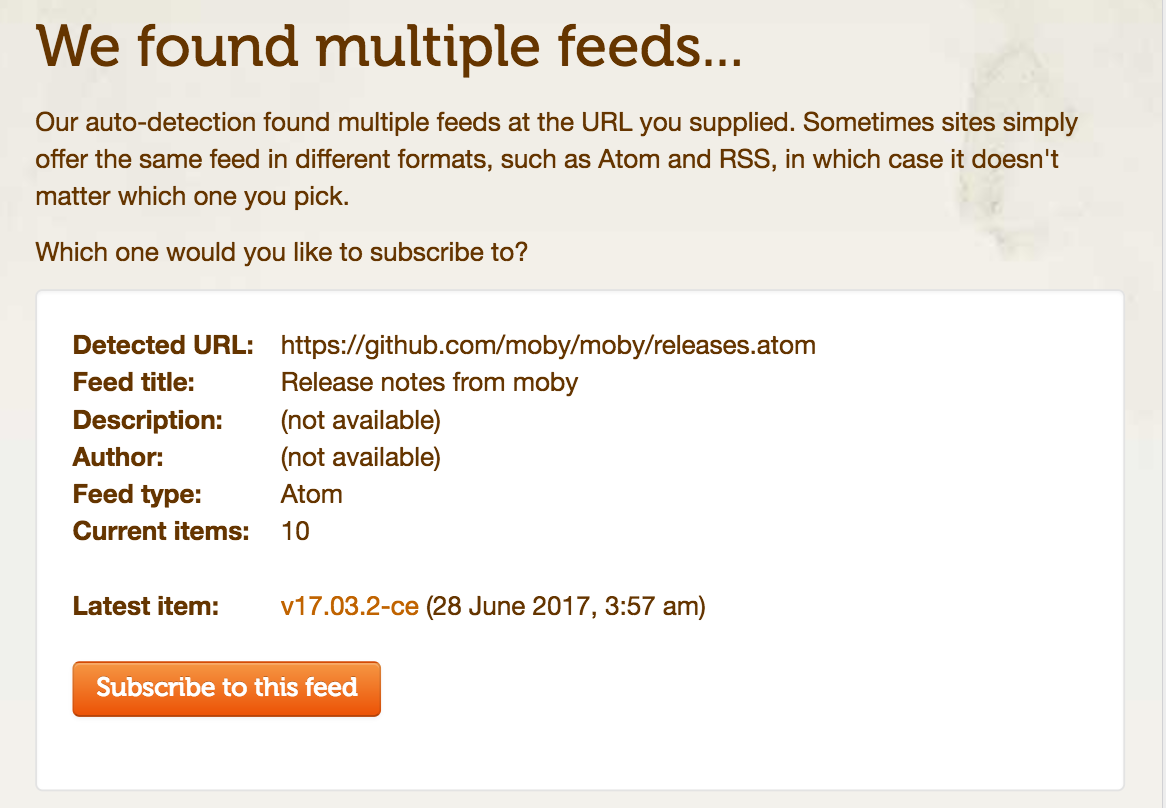 We found multiple feeds...
Our auto-detection found multiple feeds at the URL you supplied. Sometimes sites simply
offer the same feed in different formats, such as Atom and RSS, in which case it doesn't
matter which one you pick.
Which one would you like to subscribe to?
Detected URL: https://github.com/moby/moby/releases.atom
Feed title: Release notes from moby
Description: (not available)
Author: (not available)
Feed type: Atom
Current items: 10
Latest item: v17.03.2-ce (28 June 2017, 3:57 am)
Subscribe to this feed